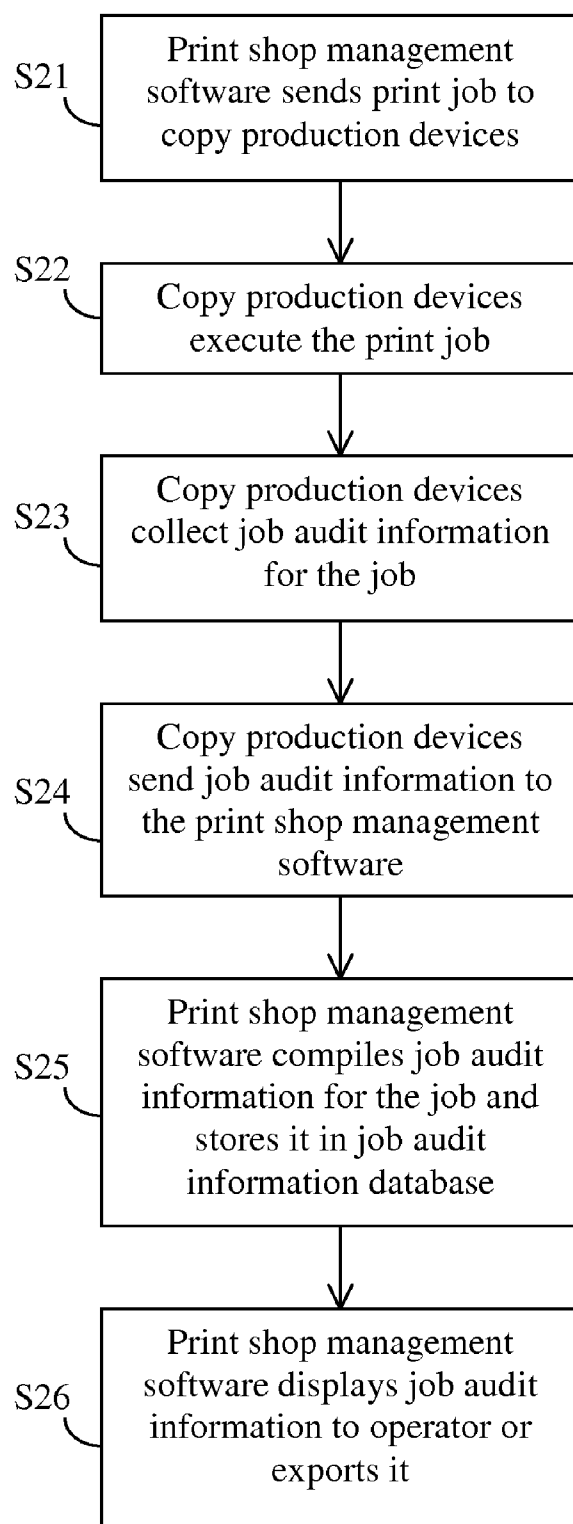 S21
Print shop management
software sends print job to
copy production devices
S22
Copy production devices
execute the print job
S23
Copy production devices
collect job audit information
for the job
S24
Copy production devices
send job audit information to
the print shop management
software
S25
Print shop management
software compiles job audit
information for the job and
stores it in job audit
information database
S26
Print shop management
software displays job audit
information to operator or
exports it